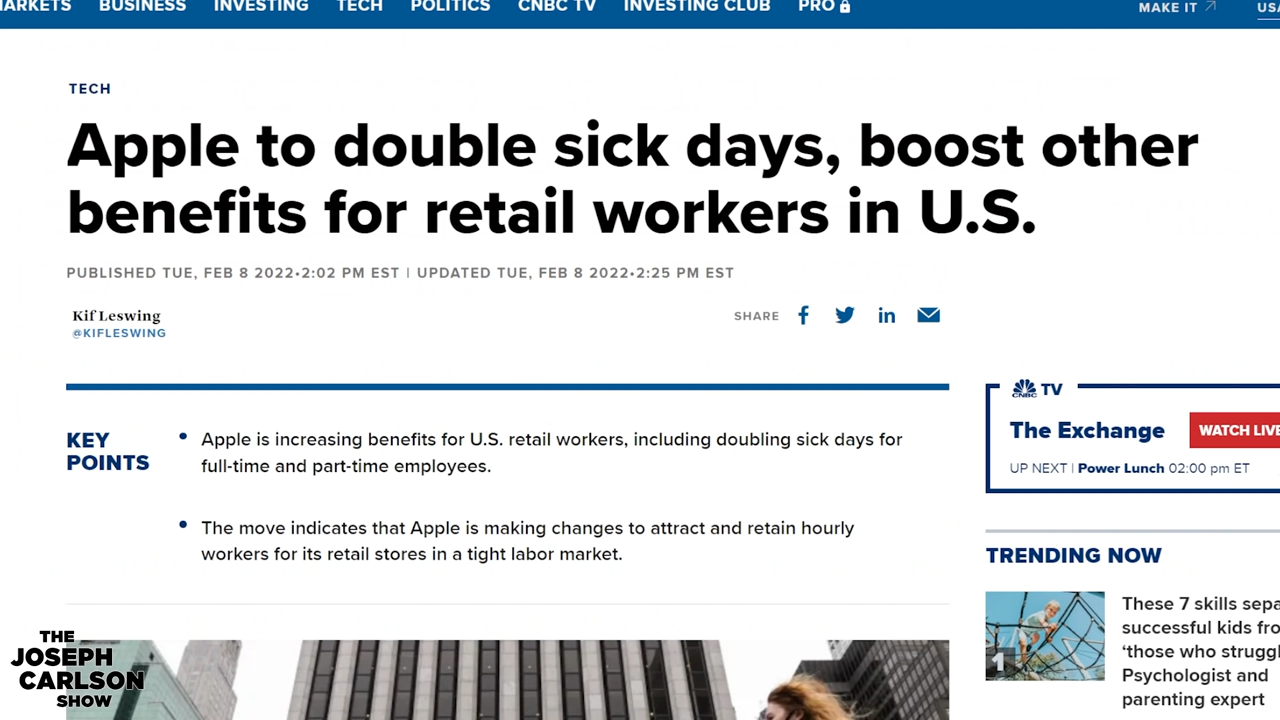 BUSINESS INVESTING TECH POLITICS CNBC TV INVESTING CLUB PRO MAKE IT
TECH
Apple to double sick days, boost other
benefits for retail workers in U.S.
PUBLISHED TUE, FEB 8 2022•2:02 PM EST | UPDATED TUE, FEB 8 2022•2:25 PM EST
Kif Leswing
@KIFLESWING
SHARE
KEY
POINTS
• Apple is increasing benefits for U.S. retail workers, including doubling sick days for
full-time and part-time employees.
• The move indicates that Apple is making changes to attract and retain hourly
workers for its retail stores in a tight labor market.
CNBC TV
The Exchange
WATCH LIVE
UP NEXT | Power Lunch 02:00 pm ET
TRENDING NOW
1
These 7 skills
successful kids
‘those who
Psychologist and
parenting expert
THE
JOSEPH
CARLSON
SHOW